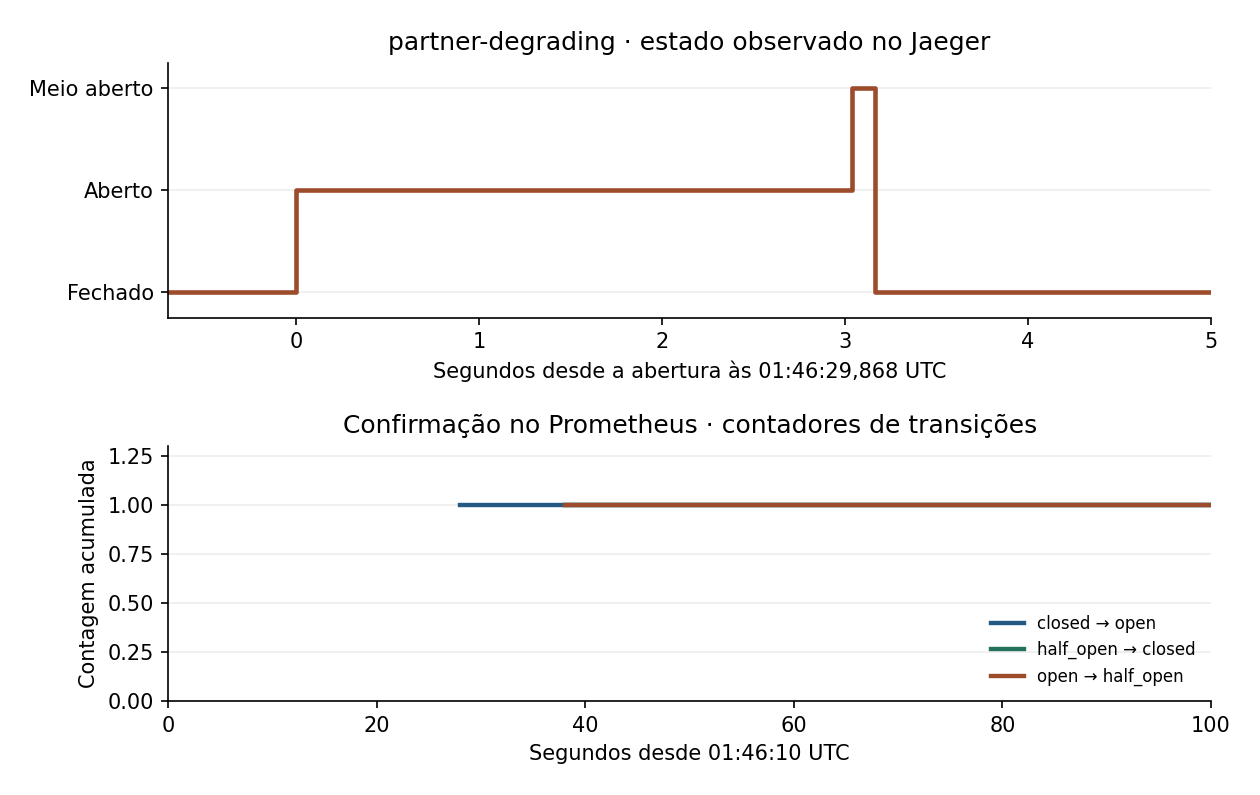 partner-degrading · estado observado no Jaeger
Meio aberto
Aberto
Fechado
0 1 2 3 4 5
Segundos desde a abertura às 01:46:29,868 UTC
Confirmação no Prometheus · contadores de transições
Contagem acumulada
1.25
1.00
0.75
0.50
0.25
0.00
closed → open
half_open → closed
open → half_open
0 20 40 60 80 100
Segundos desde 01:46:10 UTC